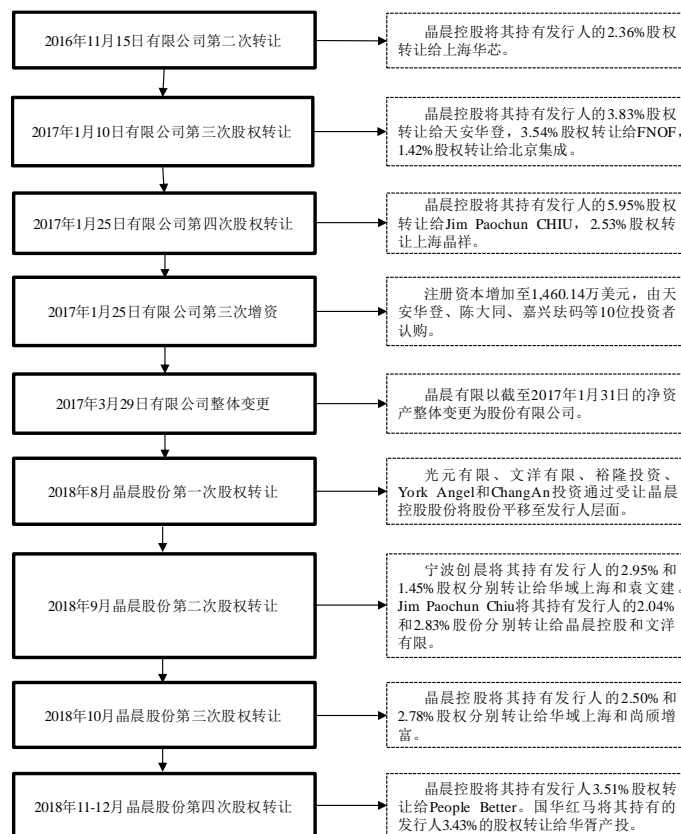 2016年11月15日有限公司第二次转让
晶晨控股将其持有发行人的2.36%股权
转让给上海华芯。
2017年1月10日有限公司第三次股权转让
晶晨控股将其持有发行人的3.83%股权
转让给天安华登，3.54%股权转让给FNOF，
1.42%股权转让给北京集成。
2017年1月25日有限公司第四次股权转让
晶晨控股将其持有发行人的5.95%股权
转让给Jim Paochun CHIU，2.53%股权转
让上海晶祥。
2017年1月25日有限公司第三次增资
注册资本增加至1,460.14万美元，由天
安华登、陈大同、嘉兴珐码等10位投资者
认购。
2017年3月29日有限公司整体变更
晶晨有限以截至2017年1月31日的净资
产整体变更为股份有限公司。
2018年8月晶晨股份第一次股权转让
光元有限、文洋有限、裕隆投资、
York Angel和ChangAn投资通过受让晶晨
控股股份将股份平移至发行人层面。
2018年9月晶晨股份第二次股权转让
宁波创晨将其持有发行人的2.95%和
1.45%股权分别转让给华域上海和袁文建。
Jim Paochun Chiu将其持有发行人的2.04%
和2.83%股份分别转让给晶晨控股和文洋
有限。
2018年10月晶晨股份第三次股权转让
晶晨控股将其持有发行人的2.50%和
2.78%股权分别转让给华域上海和尚颀增
富。
2018年11-12月晶晨股份第四次股权转让
晶晨控股将其持有发行人3.51%股权转
让给People Better。国华红马将其持有的
发行人3.43%的股权转让给华胥产投。